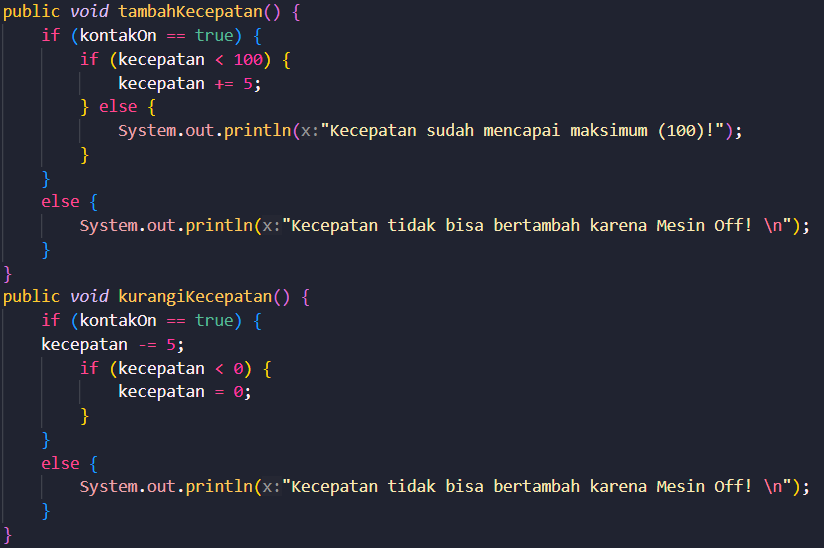 public void tambahKecepatan() {
    if (kontakOn == true) {
        if (kecepatan < 100) {
            kecepatan += 5;
        } else {
            System.out.println(x:"Kecepatan sudah mencapai maksimum (100)!");
        }
    }
    else {
        System.out.println(x:"Kecepatan tidak bisa bertambah karena Mesin Off! \n");
    }
}
public void kurangiKecepatan() {
    if (kontakOn == true) {
    kecepatan -= 5;
        if (kecepatan < 0) {
            kecepatan = 0;
        }
    }
    else {
        System.out.println(x:"Kecepatan tidak bisa bertambah karena Mesin Off! \n");
    }
}